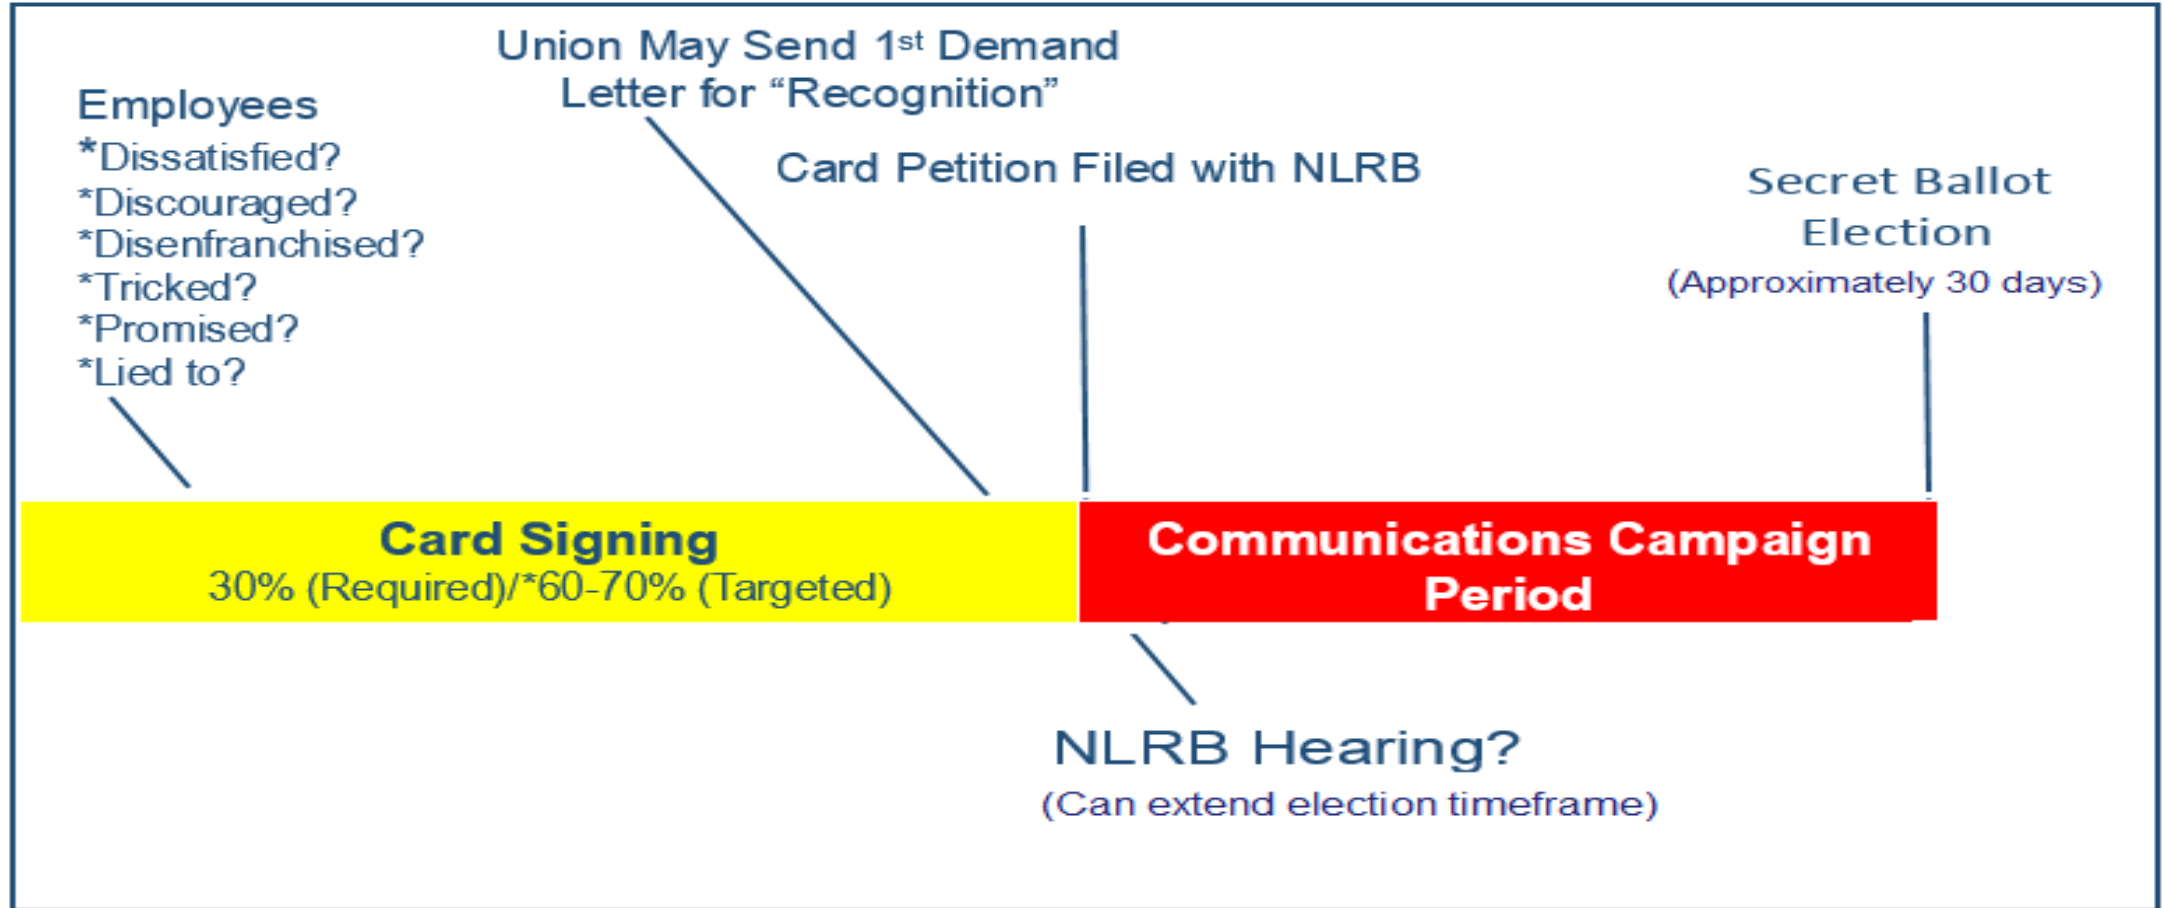 Union May Send 1st Demand
Letter for “Recognition”
Employees
*Dissatisfied?
*Discouraged?
*Disenfranchised?
*Tricked?
*Promised?
*Lied to?
Card Petition Filed with NLRB
Secret Ballot
Election
(Approximately 30 days)
Card Signing
30% (Required)/*60-70% (Targeted)
Communications Campaign
Period
NLRB Hearing?
(Can extend election timeframe)